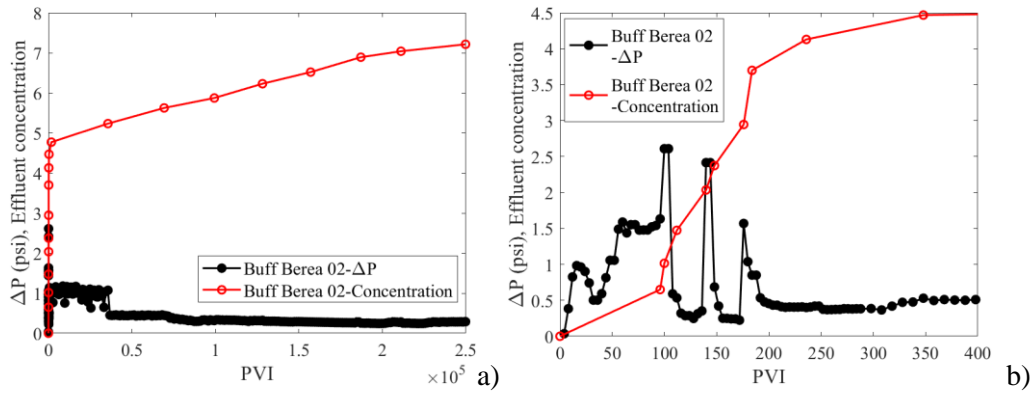 8
7
6
5
4
3
2
1
0
ΔP (psi), Effluent concentration
Buff Berea 02-ΔP
Buff Berea 02-Concentration
0 0.5 1 1.5 2 2.5
PVI
×10⁵
a)
4.5
4
3.5
3
2.5
2
1.5
1
0.5
0
ΔP (psi), Effluent concentration
Buff Berea 02
-ΔP
Buff Berea 02
-Concentration
0 50 100 150 200 250 300 350 400
PVI
b)